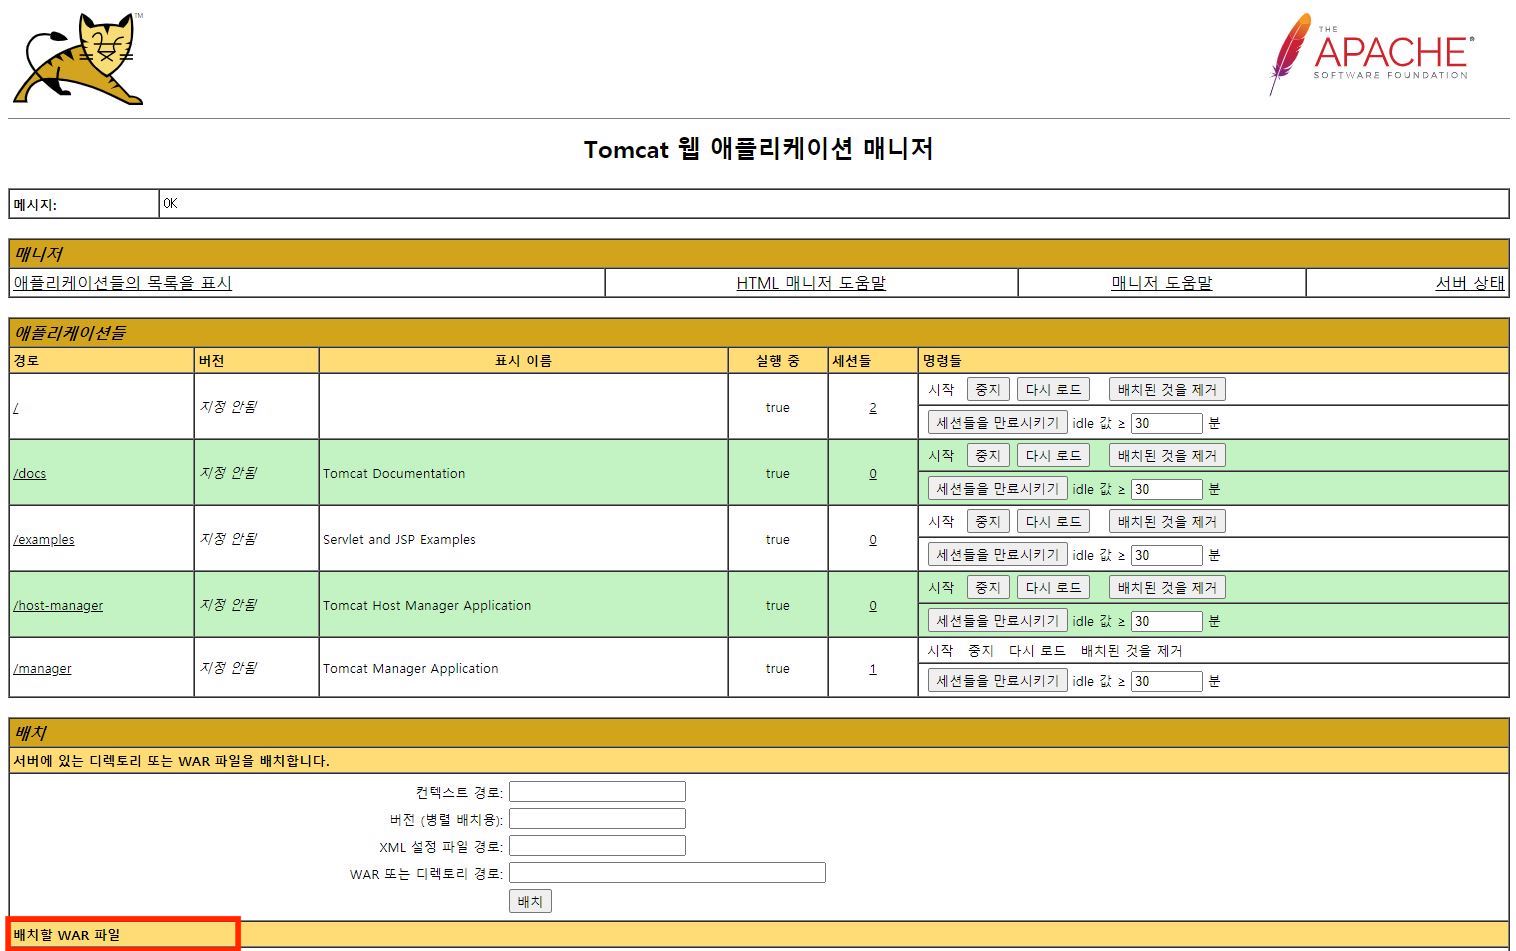 TM
THE
APACHE®
SOFTWARE FOUNDATION
Tomcat 웹 애플리케이션 매니저
메시지: OK
매니저
애플리케이션들의 목록을 표시 HTML 매니저 도움말 매니저 도움말 서버 상태
애플리케이션들
경로 버전 표시 이름 실행 중 세션들 명령들
/ 지정 안됨 true 2 시작 중지 다시 로드 배치된 것을 제거
세션들을 만료시키기 idle 값 ≥ 30 분
/docs 지정 안됨 Tomcat Documentation true 0 시작 중지 다시 로드 배치된 것을 제거
세션들을 만료시키기 idle 값 ≥ 30 분
/examples 지정 안됨 Servlet and JSP Examples true 0 시작 중지 다시 로드 배치된 것을 제거
세션들을 만료시키기 idle 값 ≥ 30 분
/host-manager 지정 안됨 Tomcat Host Manager Application true 0 시작 중지 다시 로드 배치된 것을 제거
세션들을 만료시키기 idle 값 ≥ 30 분
/manager 지정 안됨 Tomcat Manager Application true 1 시작 중지 다시 로드 배치된 것을 제거
세션들을 만료시키기 idle 값 ≥ 30 분
배치
서버에 있는 디렉토리 또는 WAR 파일을 배치합니다.
컨텍스트 경로:
버전 (병렬 배치용):
XML 설정 파일 경로:
WAR 또는 디렉토리 경로:
배치
배치할 WAR 파일